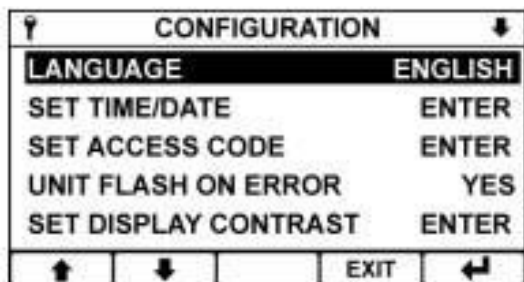 CONFIGURATION
LANGUAGE ENGLISH
SET TIME/DATE ENTER
SET ACCESS CODE ENTER
UNIT FLASH ON ERROR YES
SET DISPLAY CONTRAST ENTER
EXIT